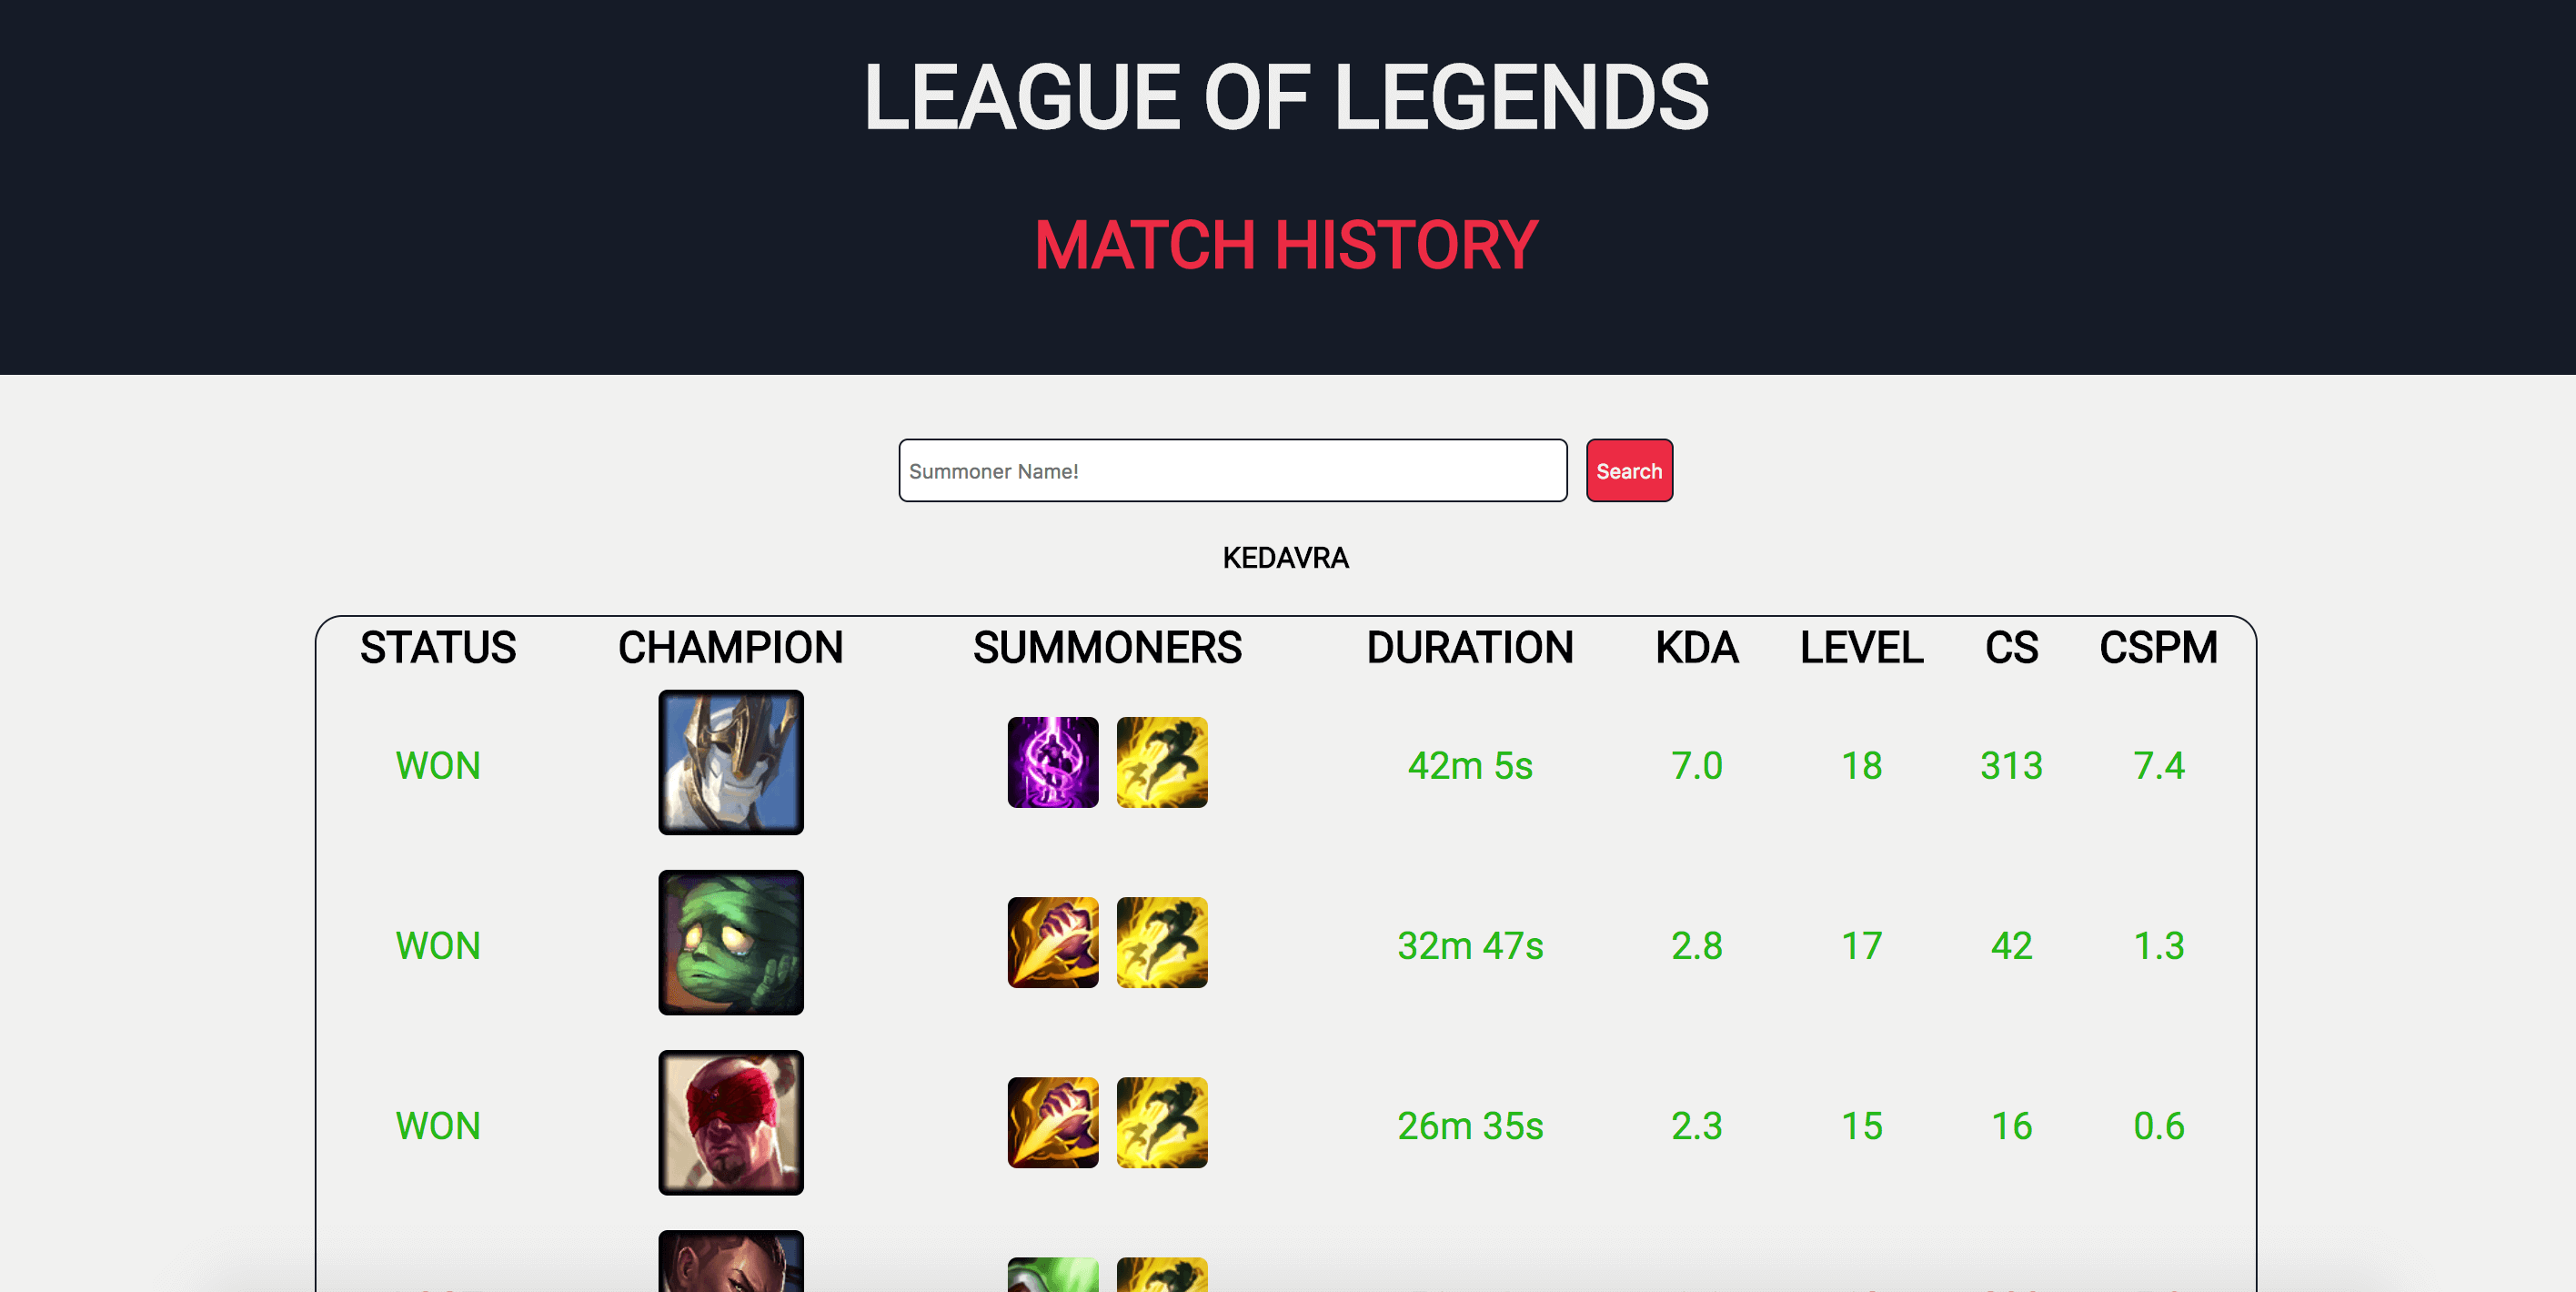 LEAGUE OF LEGENDS
MATCH HISTORY
Summoner Name! Search
KEDAVRA
STATUS CHAMPION SUMMONERS DURATION KDA LEVEL CS CSPM
WON 42m 5s 7.0 18 313 7.4
WON 32m 47s 2.8 17 42 1.3
WON 26m 35s 2.3 15 16 0.6